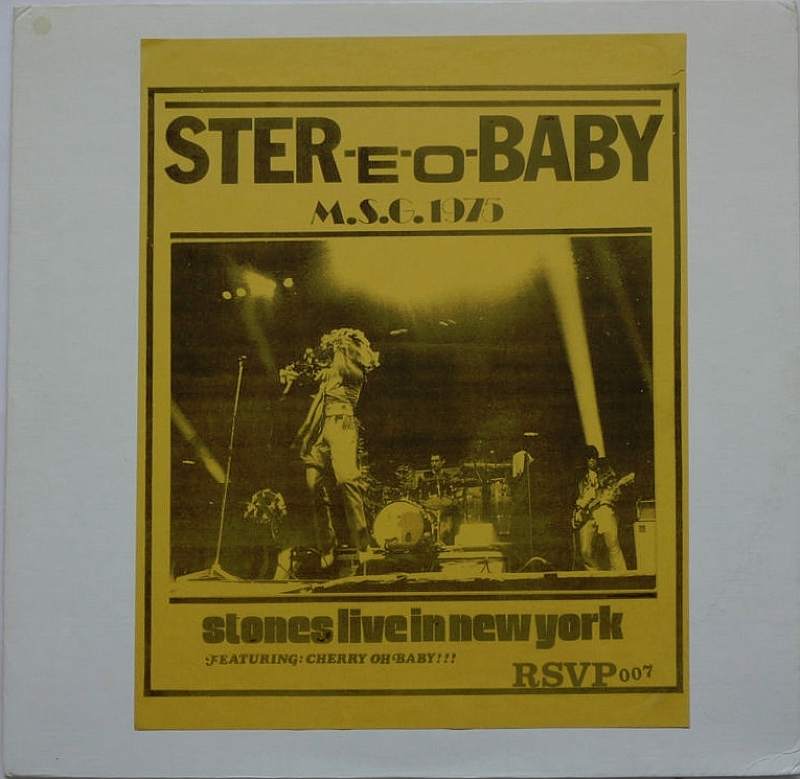 STER-E-O-BABY
M.S.G. 1975
stones live in new york
FEATURING: CHERRY OH BABY!!!
RSVP 007